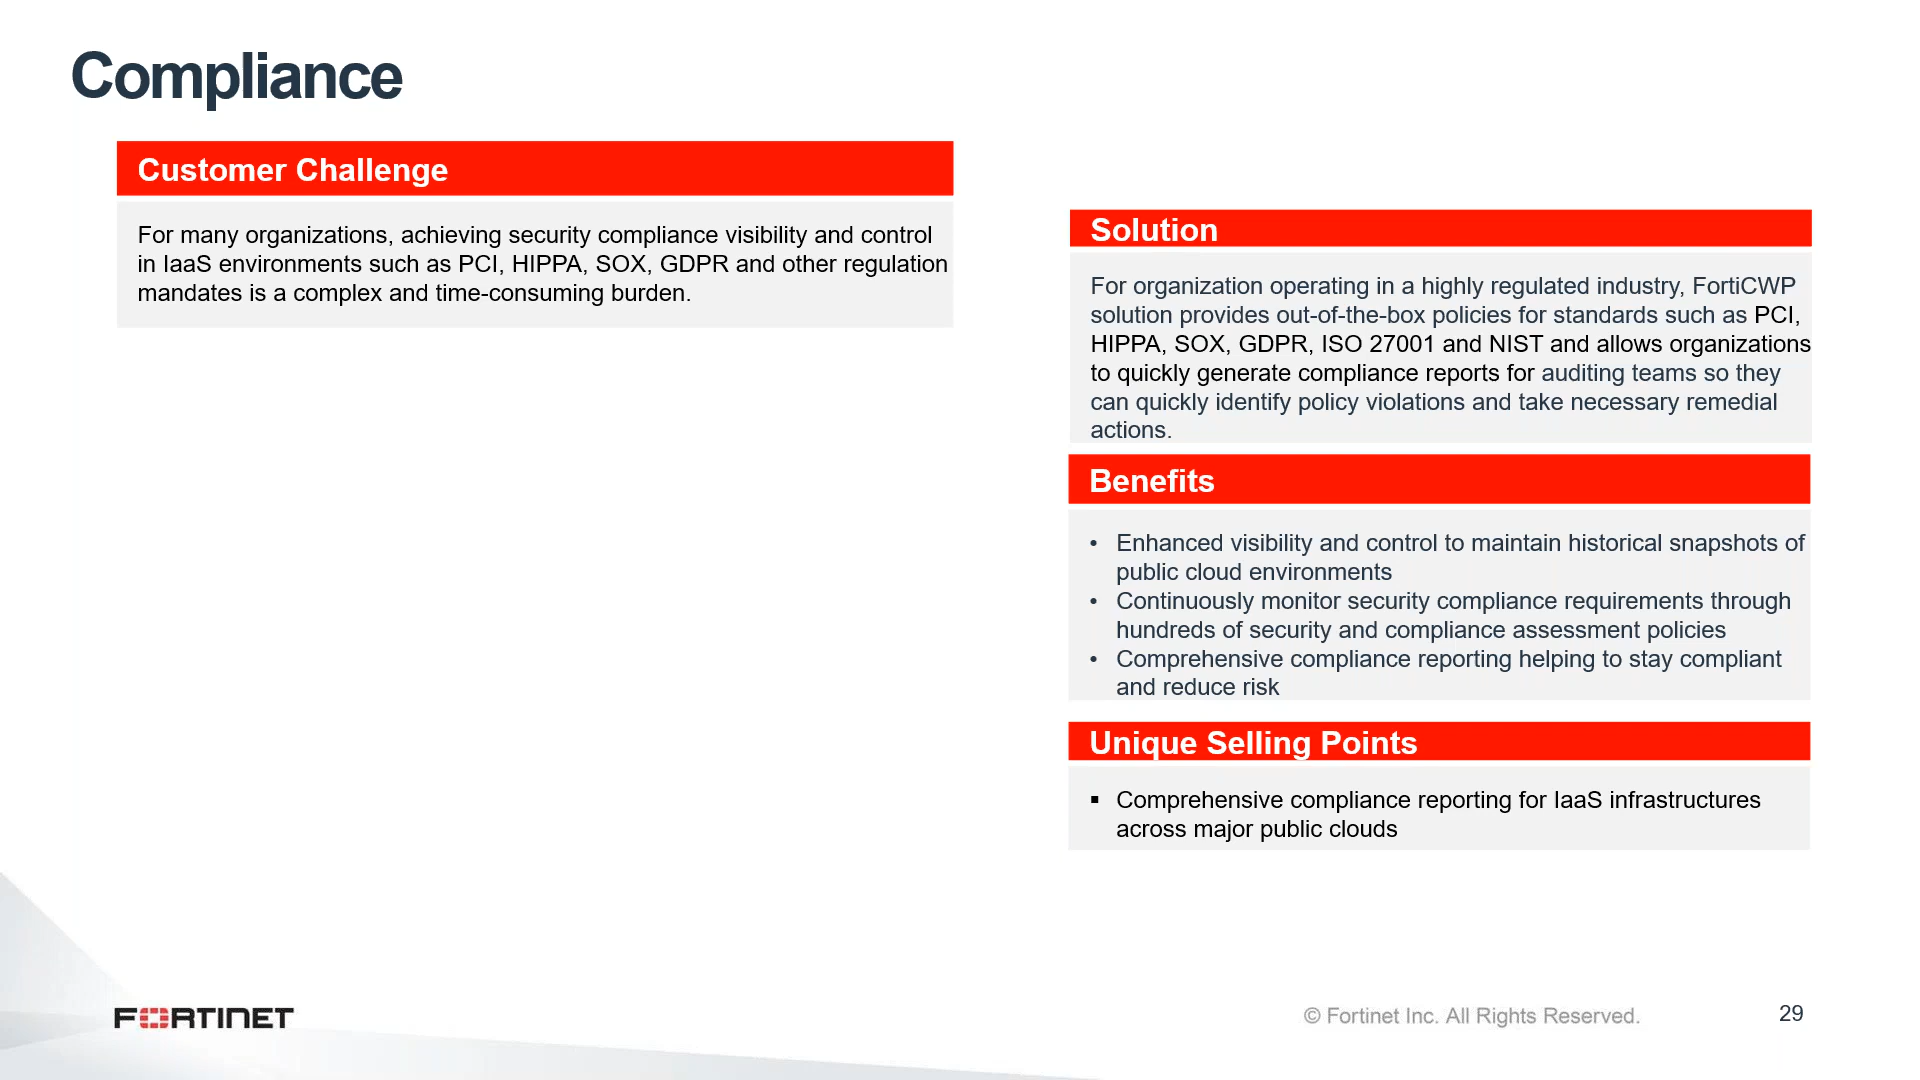 Compliance
Customer Challenge
For many organizations, achieving security compliance visibility and control
in IaaS environments such as PCI, HIPPA, SOX, GDPR and other regulation
mandates is a complex and time-consuming burden.
Solution
For organization operating in a highly regulated industry, FortiCWP
solution provides out-of-the-box policies for standards such as PCI,
HIPPA, SOX, GDPR, ISO 27001 and NIST and allows organizations
to quickly generate compliance reports for auditing teams so they
can quickly identify policy violations and take necessary remedial
actions.
Benefits
• Enhanced visibility and control to maintain historical snapshots of
public cloud environments
• Continuously monitor security compliance requirements through
hundreds of security and compliance assessment policies
• Comprehensive compliance reporting helping to stay compliant
and reduce risk
Unique Selling Points
▪ Comprehensive compliance reporting for IaaS infrastructures
across major public clouds
FORTINET
© Fortinet Inc. All Rights Reserved.
29